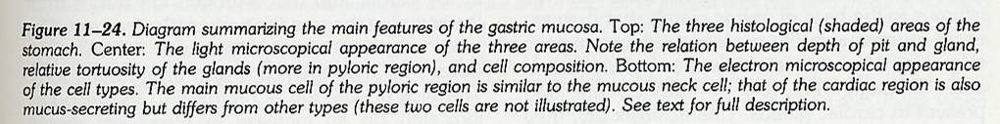 Figure 11–24. Diagram summarizing the main features of the gastric mucosa. Top: The three histological (shaded) areas of the
stomach. Center: The light microscopical appearance of the three areas. Note the relation between depth of pit and gland,
relative tortuosity of the glands (more in pyloric region), and cell composition. Bottom: The electron microscopical appearance
of the cell types. The main mucous cell of the pyloric region is similar to the mucous neck cell; that of the cardiac region is also
mucus-secreting but differs from other types (these two cells are not illustrated). See text for full description.